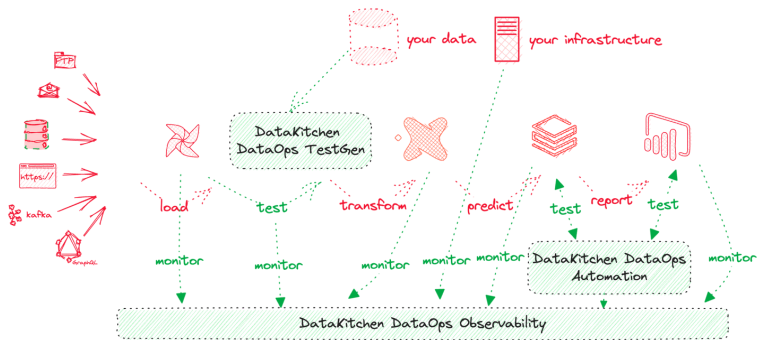 your data
your infrastructure
FTP
DataKitchen
DataOps TestGen
https://
kafka
GraphQL
load
test
transform
predict
report
test
test
monitor
monitor
monitor
monitor
monitor
monitor
DataKitchen DataOps
Automation
DataKitchen DataOps Observability